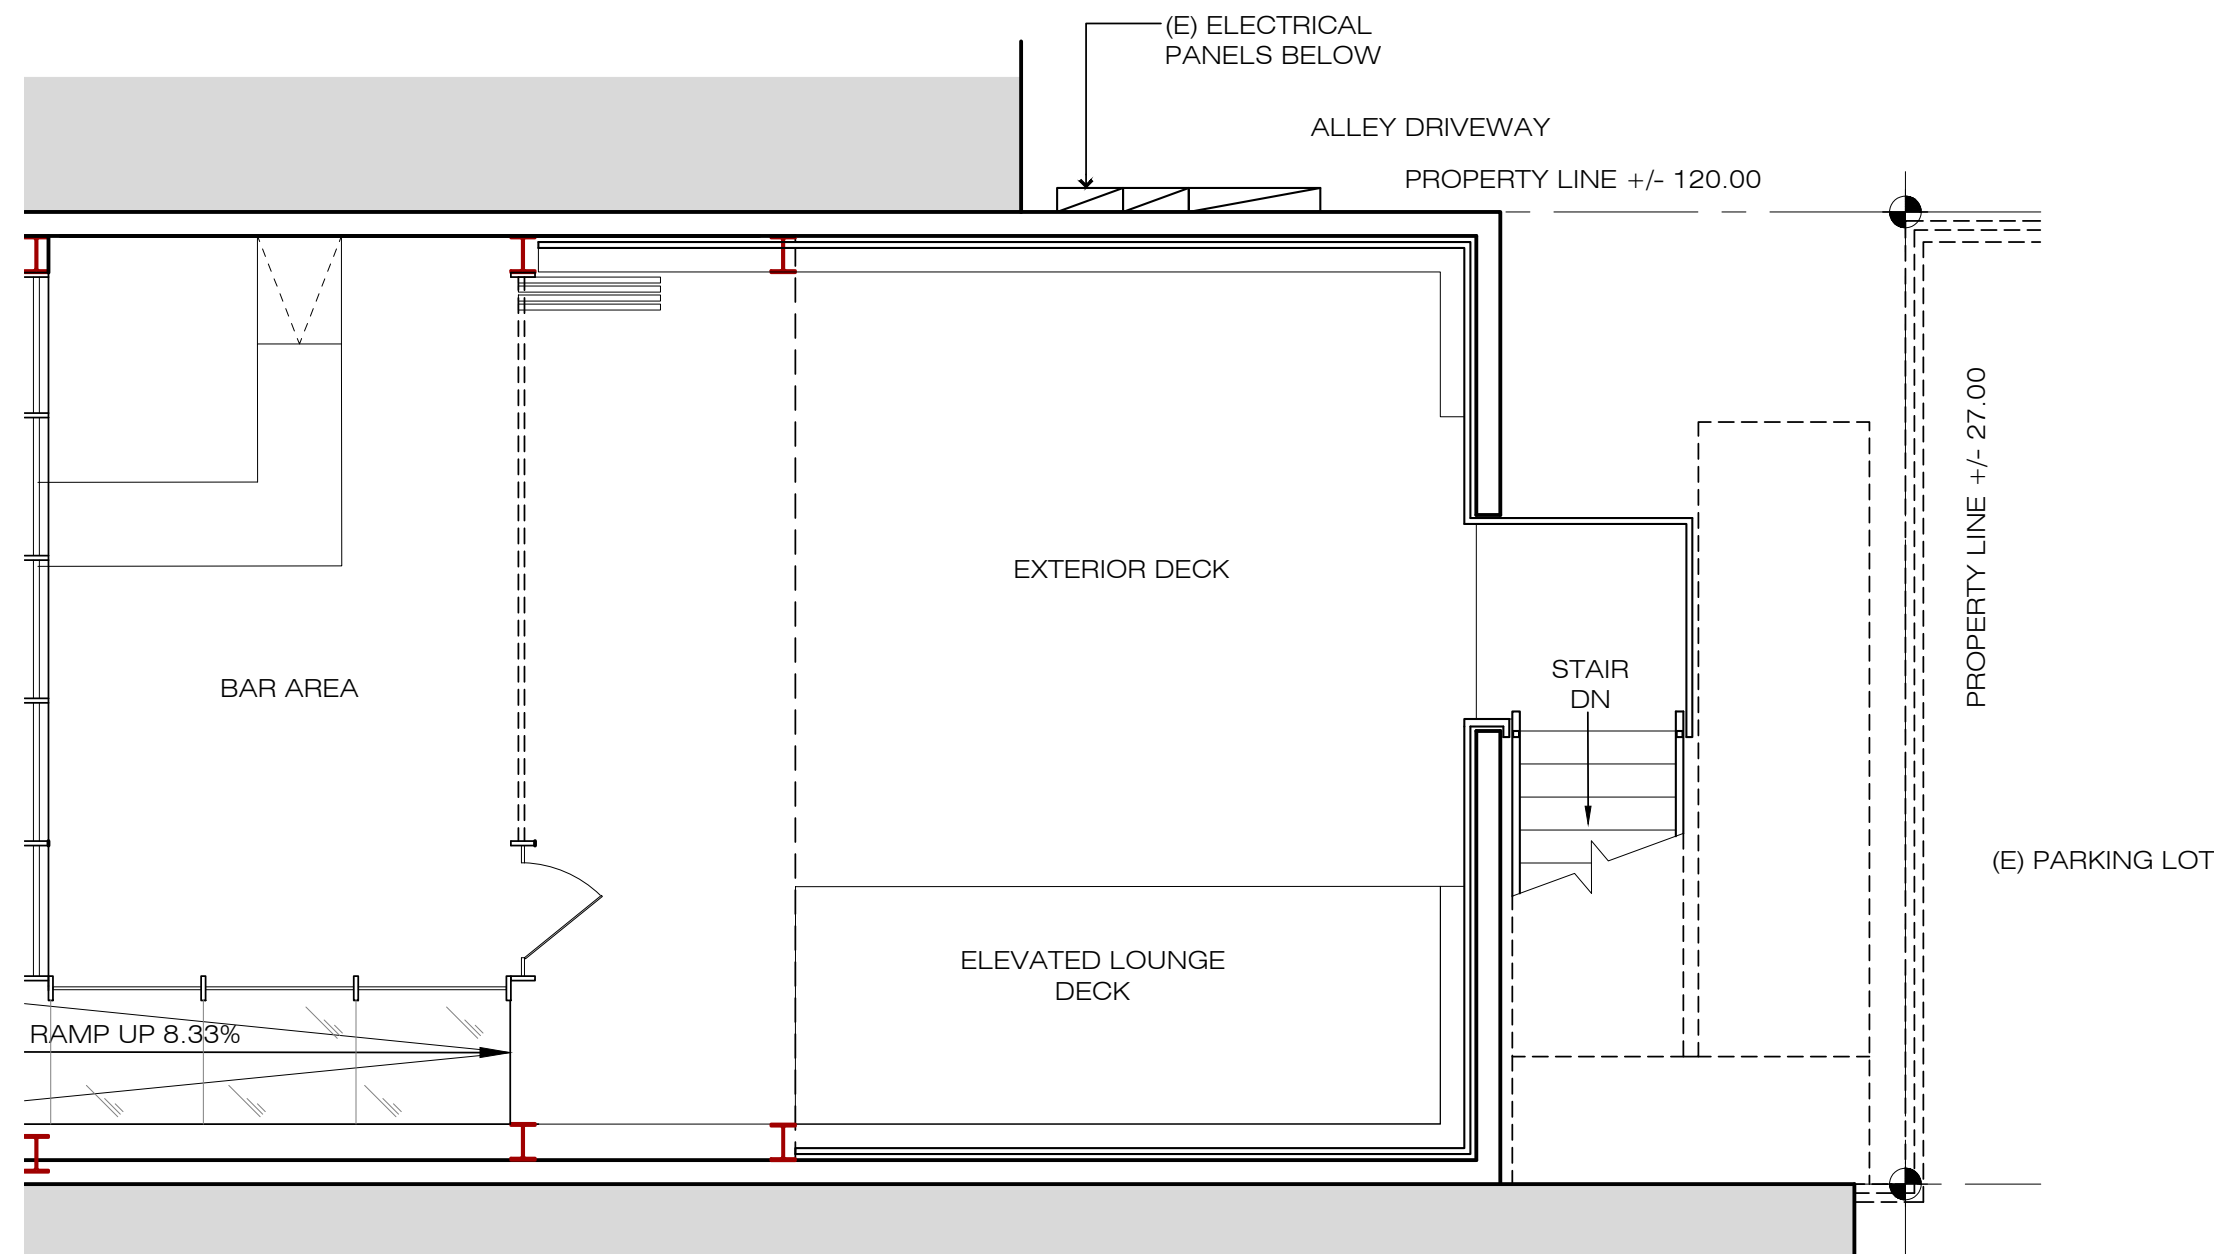 (E) ELECTRICAL
PANELS BELOW
ALLEY DRIVEWAY
PROPERTY LINE +/- 120.00
PROPERTY LINE +/- 27.00
EXTERIOR DECK
STAIR
DN
BAR AREA
(E) PARKING LOT
ELEVATED LOUNGE
DECK
RAMP UP 8.33%